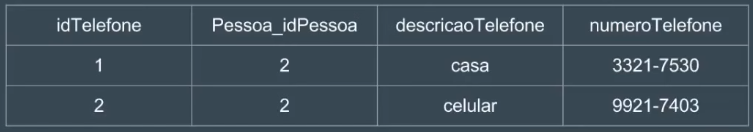 idTelefone Pessoa_idPessoa descricaoTelefone numeroTelefone
1 2 casa 3321-7530
2 2 celular 9921-7403